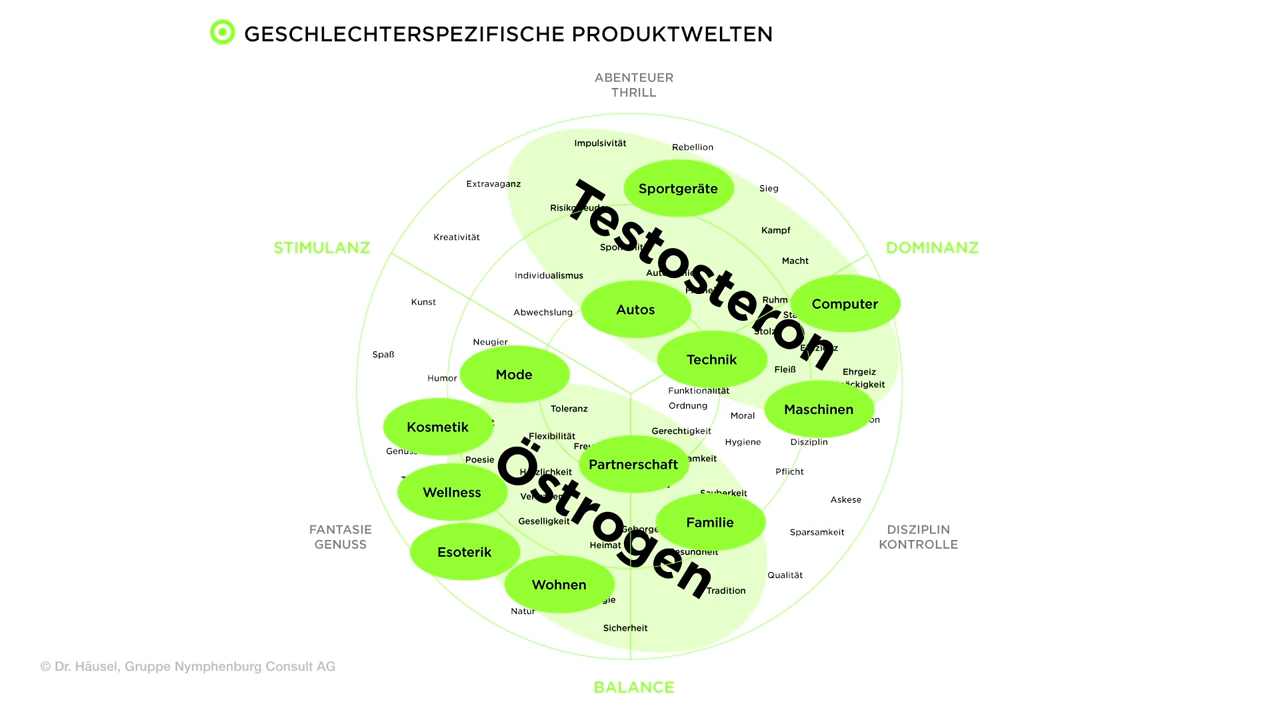 GESCHLECHTERSPEZIFISCHE PRODUKTWELTEN
ABENTEUER
THRILL
Impulsivität
Rebellion
Extravaganz
Sportgeräte
Sieg
Testosteron
Kampf
Kreativität
STIMULANZ
DOMINANZ
Macht
Individualismus
Kunst
Ruhm
Computer
Autos
Abwechslung
Stolz
Neugier
Spaß
Technik
Fleiß
Ehrgeiz
Humor
Mode
Funktionalität
Ordnung
Maschinen
Toleranz
Moral
Kosmetik
Flexibilität
Gerechtigkeit
Hygiene
Disziplin
Poesie
Partnerschaft
Östrogen
Pflicht
Wellness
Sauberkeit
Askese
Geselligkeit
Familie
FANTASIE
GENUSS
Sparsamkeit
DISZIPLIN
KONTROLLE
Heimat
Esoterik
Qualität
Wohnen
Tradition
Natur
Sicherheit
© Dr. Häusel, Gruppe Nymphenburg Consult AG
BALANCE